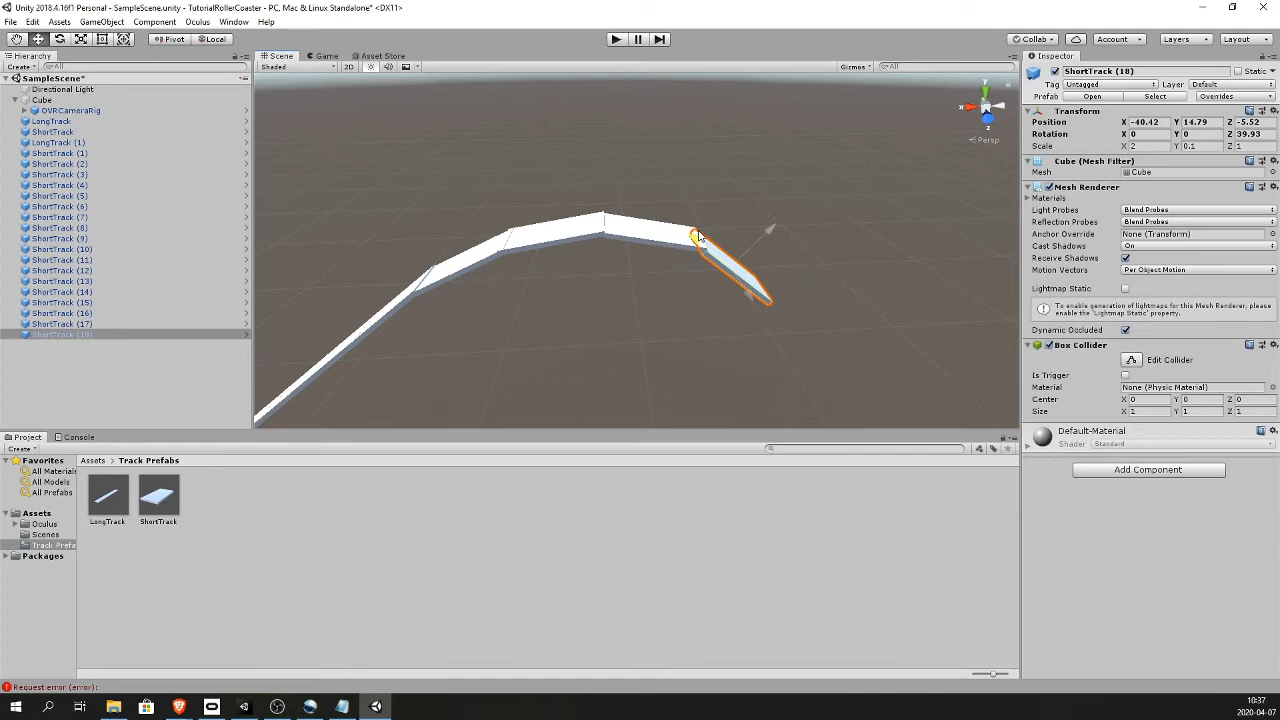 Unity 2018.4.16f1 Personal - SampleScene.unity - TutorialRollerCoaster - PC, Mac & Linux Standalone* <DX11>
File Edit Assets GameObject Component Oculus Window Help
Pivot Local Collab Account Layers Layout
Hierarchy Scene Game Asset Store Inspector
Create All Shaded 2D Gizmos All ShortTrack (18) Static
SampleScene*
Directional Light
Cube
OVRCameraRig
LongTrack
ShortTrack
LongTrack (1)
ShortTrack (1)
ShortTrack (2)
ShortTrack (3)
ShortTrack (4)
ShortTrack (5)
ShortTrack (6)
ShortTrack (7)
ShortTrack (8)
ShortTrack (9)
ShortTrack (10)
ShortTrack (11)
ShortTrack (12)
ShortTrack (13)
ShortTrack (14)
ShortTrack (15)
ShortTrack (16)
ShortTrack (17)
ShortTrack (18)
y
x
z
Persp
Tag Untagged Layer Default
Prefab Open Select Overrides
Transform
Position X -40.42 Y 14.79 Z -5.52
Rotation X 0 Y 0 Z 39.93
Scale X 2 Y 0.1 Z 1
Cube (Mesh Filter)
Mesh Cube
Mesh Renderer
Materials
Light Probes Blend Probes
Reflection Probes Blend Probes
Anchor Override None (Transform)
Cast Shadows On
Receive Shadows
Motion Vectors Per Object Motion
Lightmap Static
To enable generation of lightmaps for this Mesh Renderer, please
enable the 'Lightmap Static' property.
Dynamic Occluded
Box Collider
Edit Collider
Is Trigger
Material None (Physic Material)
Center X 0 Y 0 Z 0
Size X 1 Y 1 Z 1
Default-Material
Shader Standard
Add Component
Project Console
Create
Favorites
All Materials
All Models
All Prefabs
Assets
Oculus
Scenes
Track Prefa
Packages
Assets Track Prefabs
LongTrack ShortTrack
Request error (error):
10:37
2020-04-07